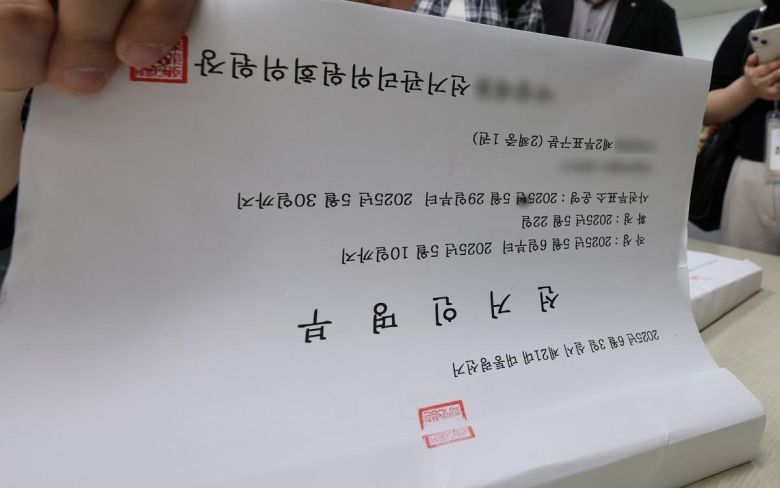 2025년 6월 3일 실시 제21대 대통령선거
선 거 인 명 부
작 성 : 2025년 5월 6일부터 2025년 5월 10일까지
확 정 : 2025년 5월 22일
사전투표소 운영 : 2025년 5월 29일부터 2025년 5월 30일까지
제2투표구분 (2책중 1권)
선거관리위원회위원장